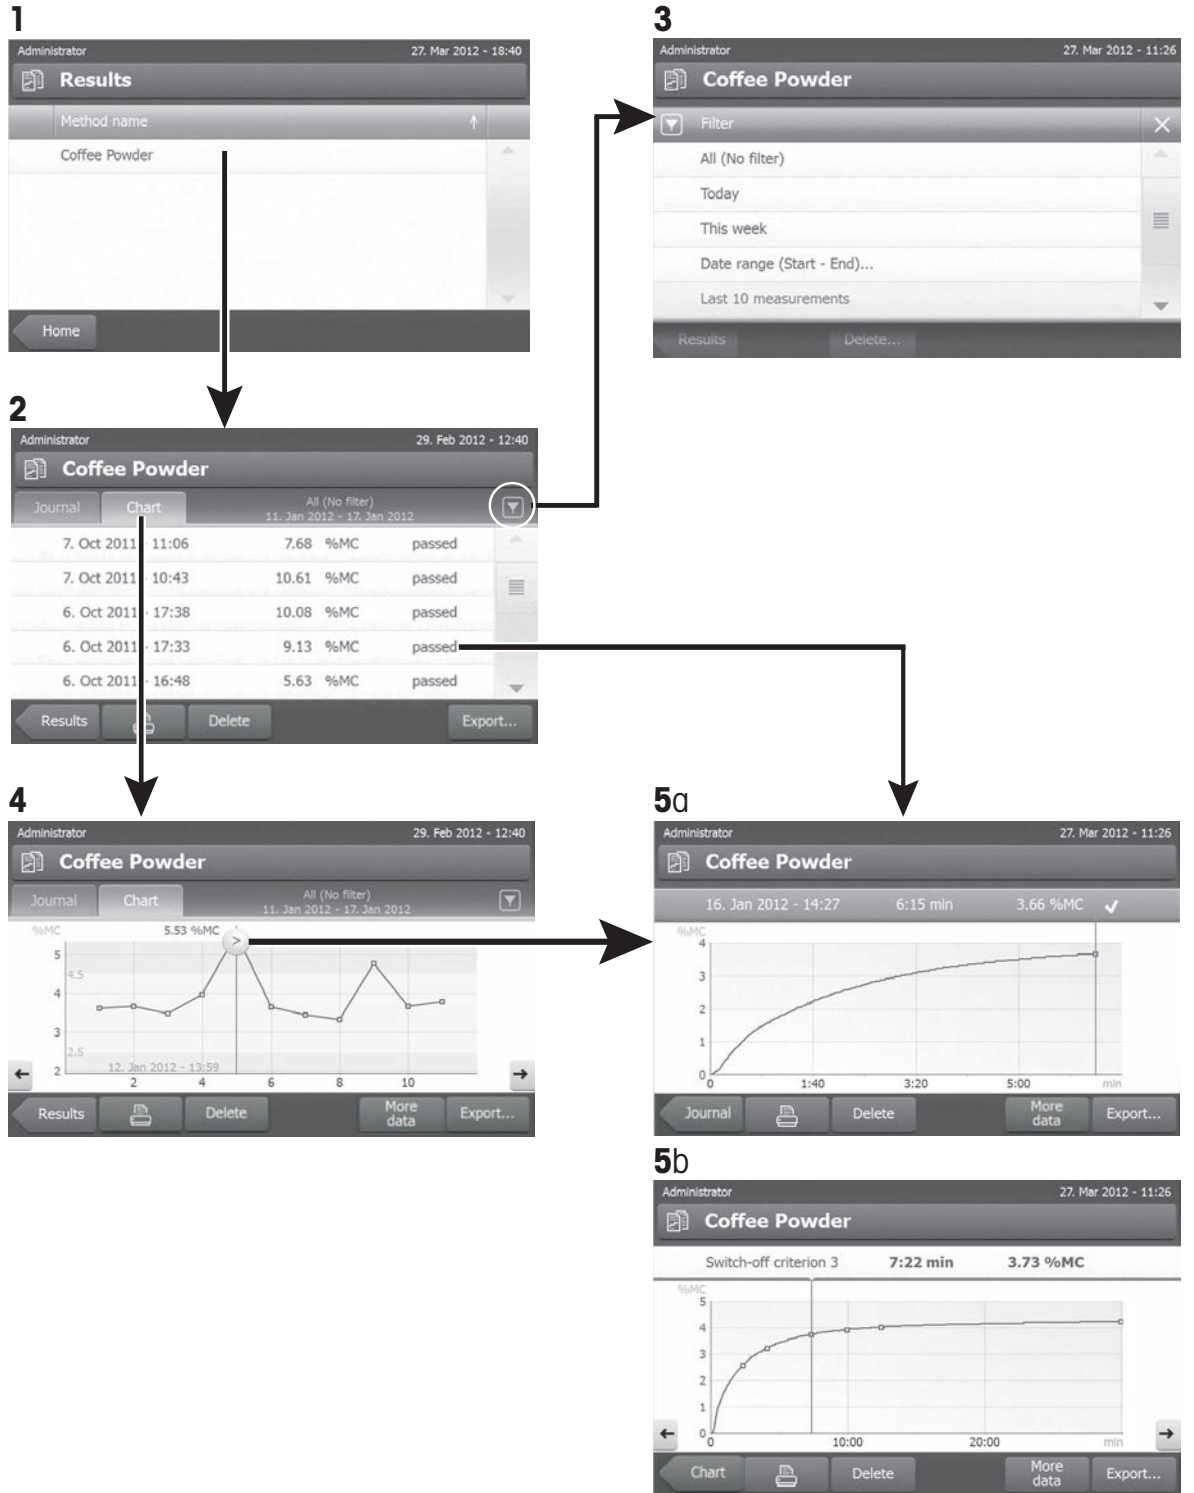 1
Administrator 27. Mar 2012 - 18:40
Results
Method name
Coffee Powder
Home
3
Administrator 27. Mar 2012 - 11:26
Coffee Powder
Filter
All (No filter)
Today
This week
Date range (Start - End)...
Last 10 measurements
Results Delete...
2
Administrator 29. Feb 2012 - 12:40
Coffee Powder
Journal Chart All (No filter)
11. Jan 2012 - 17. Jan 2012
7. Oct 2011 - 11:06 7.68 %MC passed
7. Oct 2011 - 10:43 10.61 %MC passed
6. Oct 2011 - 17:38 10.08 %MC passed
6. Oct 2011 - 17:33 9.13 %MC passed
6. Oct 2011 - 16:48 5.63 %MC passed
Results Delete Export...
4
Administrator 29. Feb 2012 - 12:40
Coffee Powder
Journal Chart All (No filter)
11. Jan 2012 - 17. Jan 2012
%MC 5.53 %MC >
5
4.5
4
3
2.5
2 12. Jan 2012 - 13:59
2 4 6 8 10
Results Delete More data Export...
5a
Administrator 27. Mar 2012 - 11:26
Coffee Powder
16. Jan 2012 - 14:27 6:15 min 3.66 %MC
%MC
4
3
2
1
0
0 1:40 3:20 5:00 min
Journal Delete More data Export...
5b
Administrator 27. Mar 2012 - 11:26
Coffee Powder
Switch-off criterion 3 7:22 min 3.73 %MC
%MC
5
4
3
2
1
0
0 10:00 20:00 min
Chart Delete More data Export...